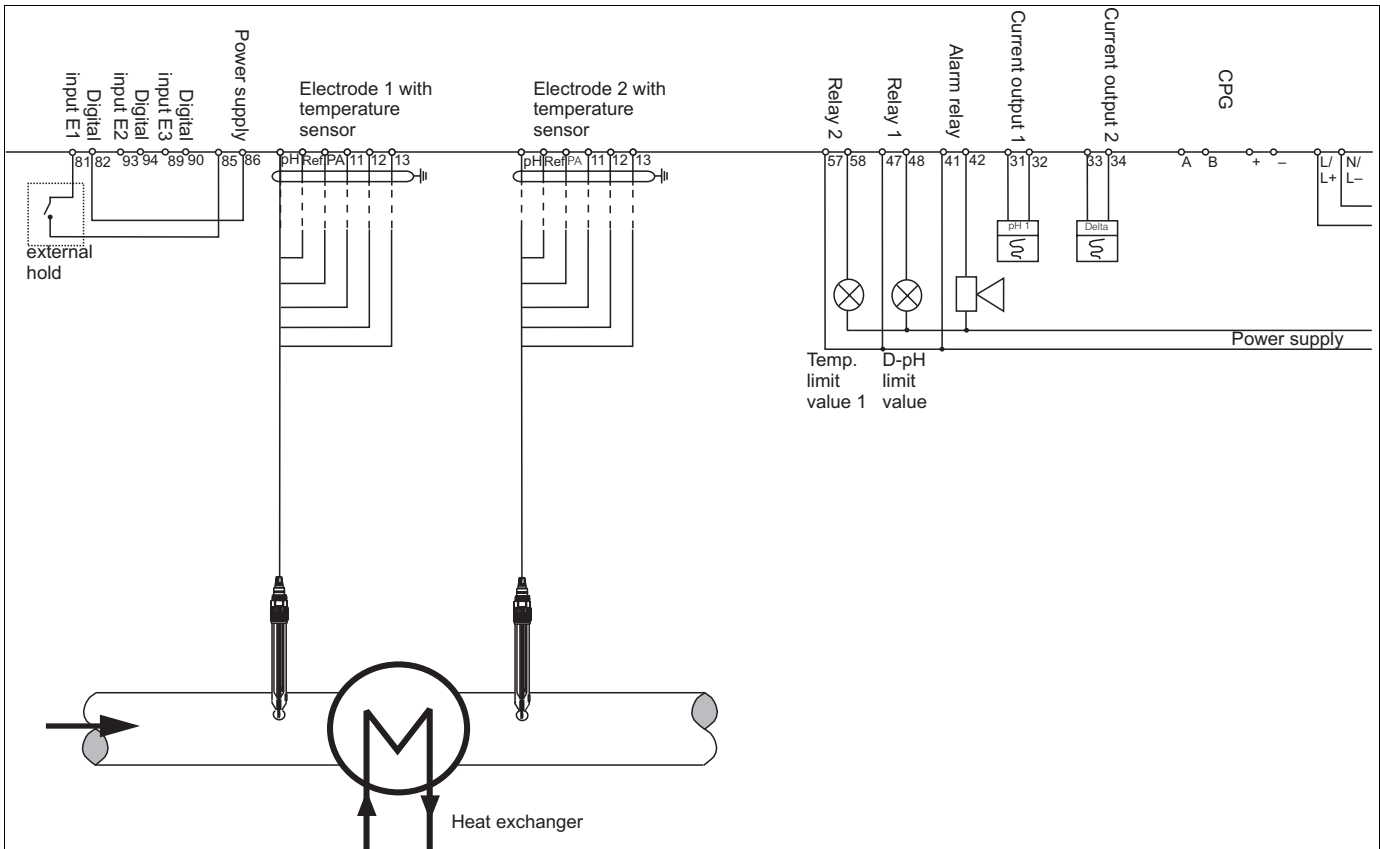 Digital
input E1
Digital
input E2
Digital
input E3
Power supply
Electrode 1 with
temperature
sensor
Electrode 2 with
temperature
sensor
Relay 2
Relay 1
Alarm relay
Current output 1
Current output 2
CPG
81 82 93 94 89 90 85 86 pH Ref PA 11 12 13 pH Ref PA 11 12 13 57 58 47 48 41 42 31 32 33 34 A B + – L/ N/
L+ L–
pH 1
Delta
external
hold
Power supply
Temp.
limit
value 1
D-pH
limit
value
Heat exchanger